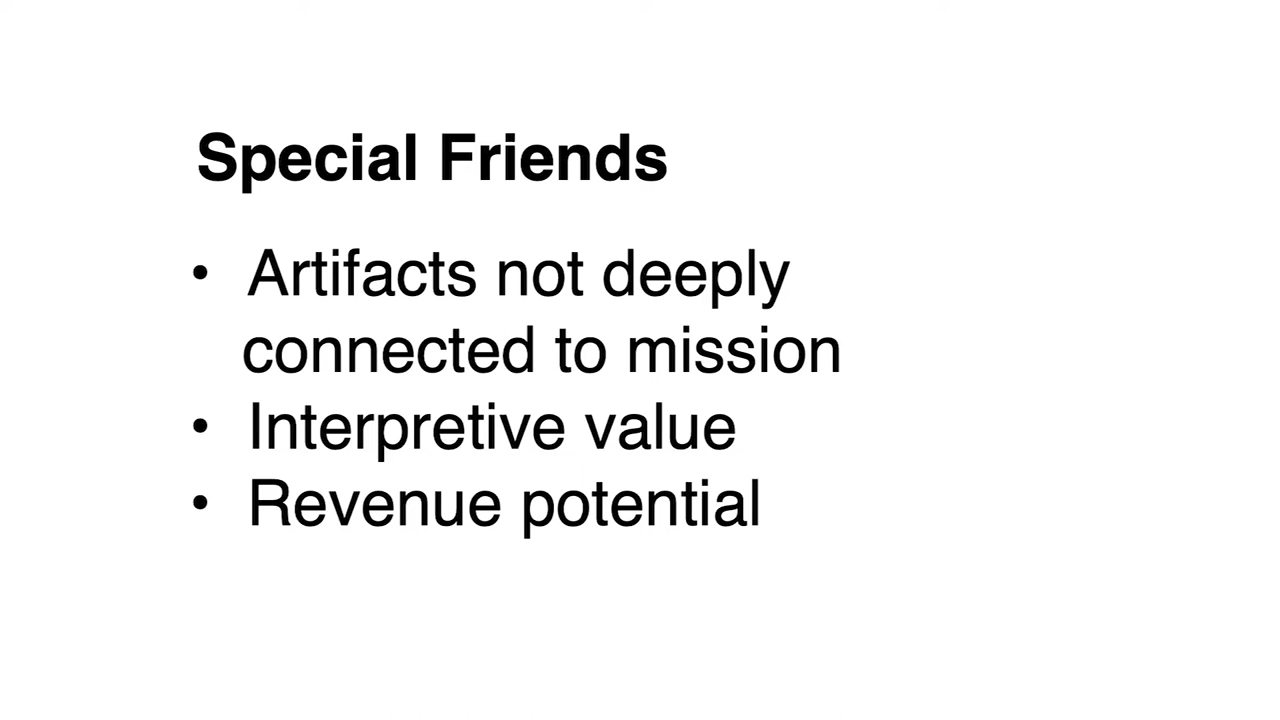 Special Friends
• Artifacts not deeply
connected to mission
• Interpretive value
• Revenue potential